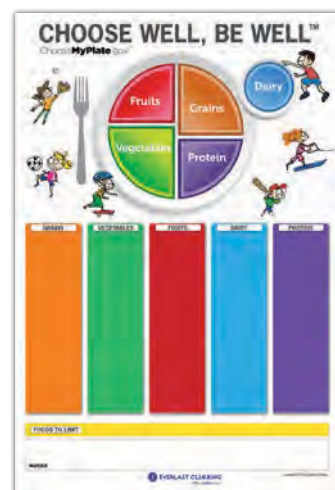 CHOOSE WELL, BE WELL™
ChooseMyPlate.gov
Dairy
Fruits
Grains
Vegetables
Protein
GRAINS
VEGETABLES
FRUITS
DAIRY
PROTEIN
FOODS TO LIMIT
EVERLAST CLIMBING